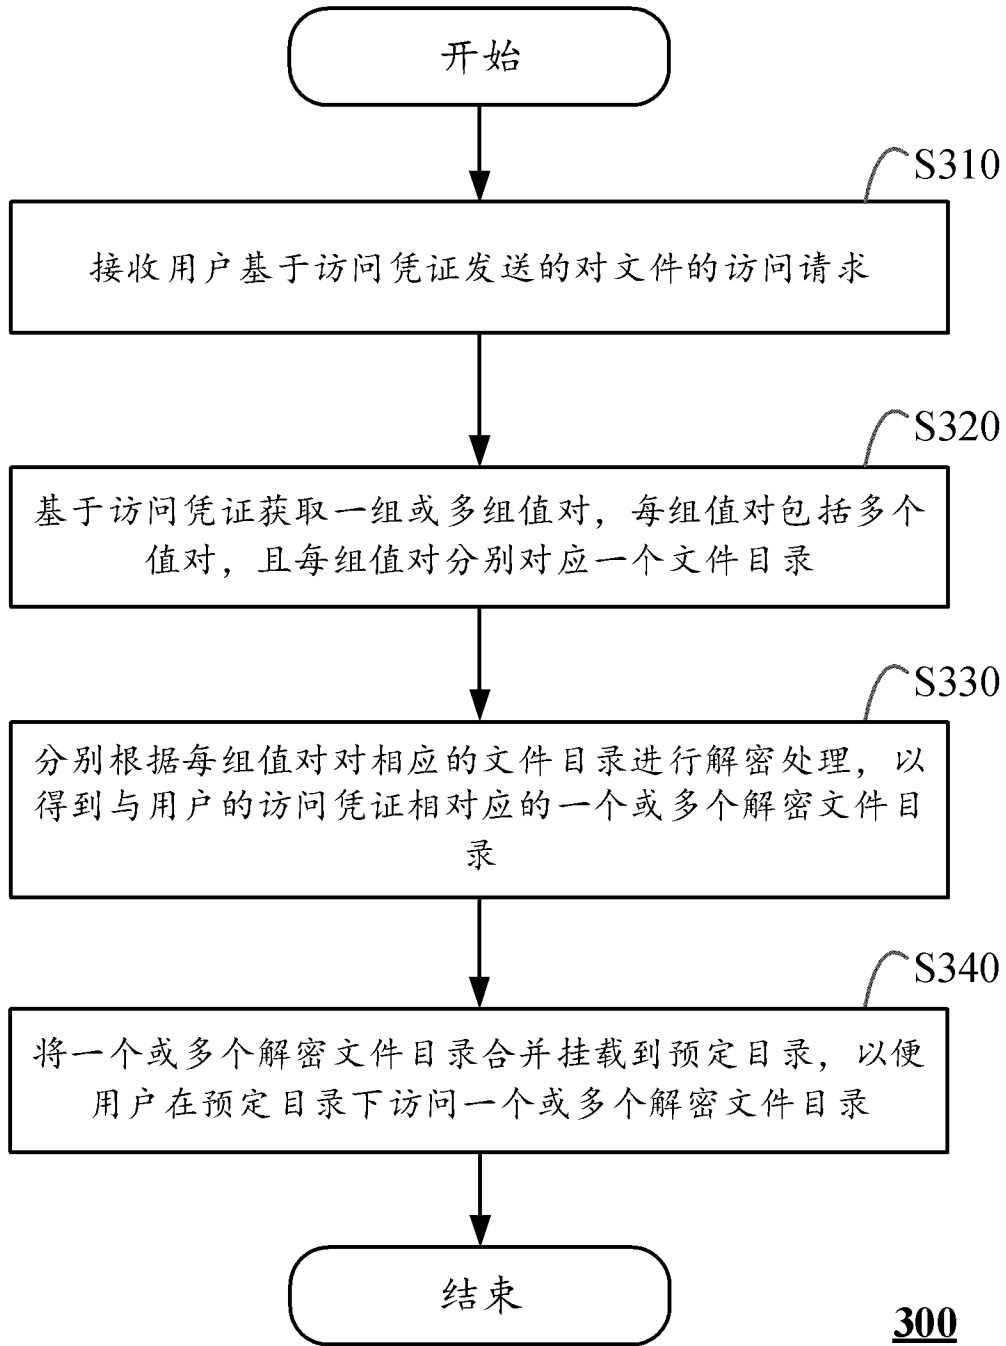 开始
S310
接收用户基于访问凭证发送的对文件的访问请求
S320
基于访问凭证获取一组或多组值对，每组值对包括多个
值对，且每组值对分别对应一个文件目录
S330
分别根据每组值对对相应的文件目录进行解密处理，以
得到与用户的访问凭证相对应的一个或多个解密文件目
录
S340
将一个或多个解密文件目录合并挂载到预定目录，以便
用户在预定目录下访问一个或多个解密文件目录
结束
300